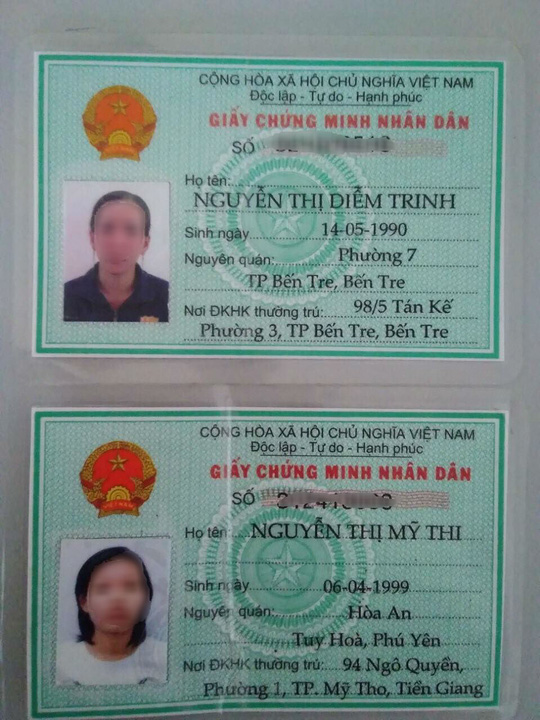 CỘNG HÒA XÃ HỘI CHỦ NGHĨA VIỆT NAM
Độc lập - Tự do - Hạnh phúc
GIẤY CHỨNG MINH NHÂN DÂN
SỐ
Họ tên:
NGUYỄN THỊ DIỄM TRINH
Sinh ngày 14-05-1990
Nguyên quán: Phường 7
TP Bến Tre, Bến Tre
Nơi ĐKHK thường trú: 98/5 Tán Kế
Phường 3, TP Bến Tre, Bến Tre
CỘNG HÒA XÃ HỘI CHỦ NGHĨA VIỆT NAM
Độc lập - Tự do - Hạnh phúc
GIẤY CHỨNG MINH NHÂN DÂN
VIỆT NAM
SỐ
Họ tên: NGUYỄN THỊ MỸ THI
Sinh ngày 06-04-1999
Nguyên quán: Hòa An
Tuy Hoà, Phú Yên
Nơi ĐKHK thường trú: 94 Ngô Quyền,
Phường 1, TP. Mỹ Tho, Tiền Giang